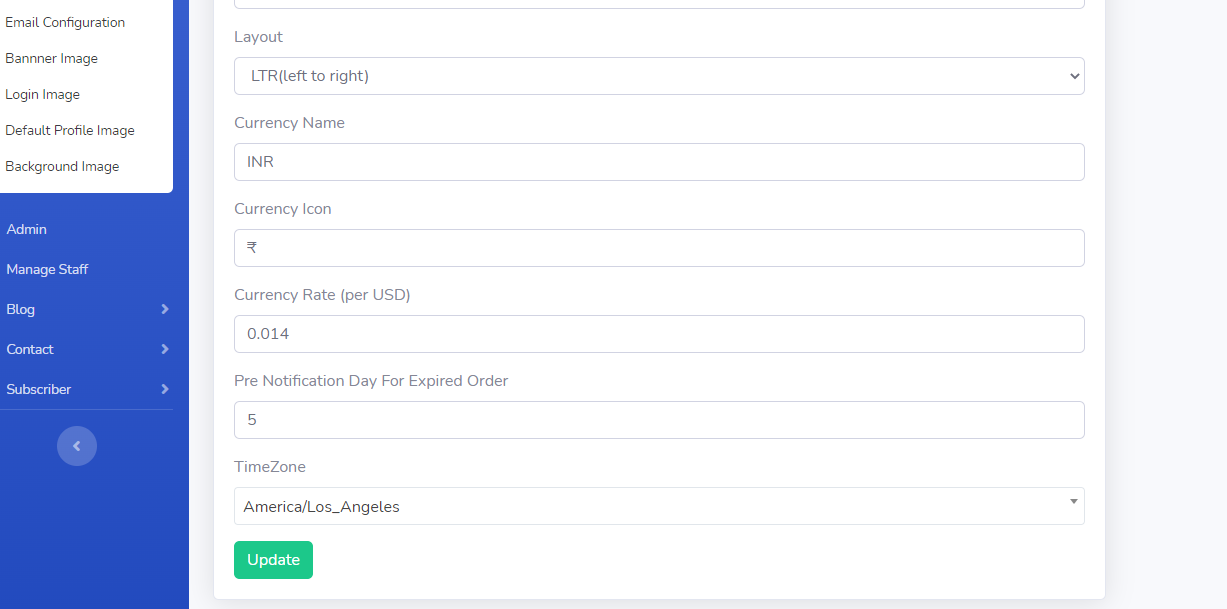 Email Configuration
Bannner Image
Login Image
Default Profile Image
Background Image
Admin
Manage Staff
Blog
Contact
Subscriber
Layout
LTR(left to right)
Currency Name
INR
Currency Icon
₹
Currency Rate (per USD)
0.014
Pre Notification Day For Expired Order
5
TimeZone
America/Los_Angeles
Update